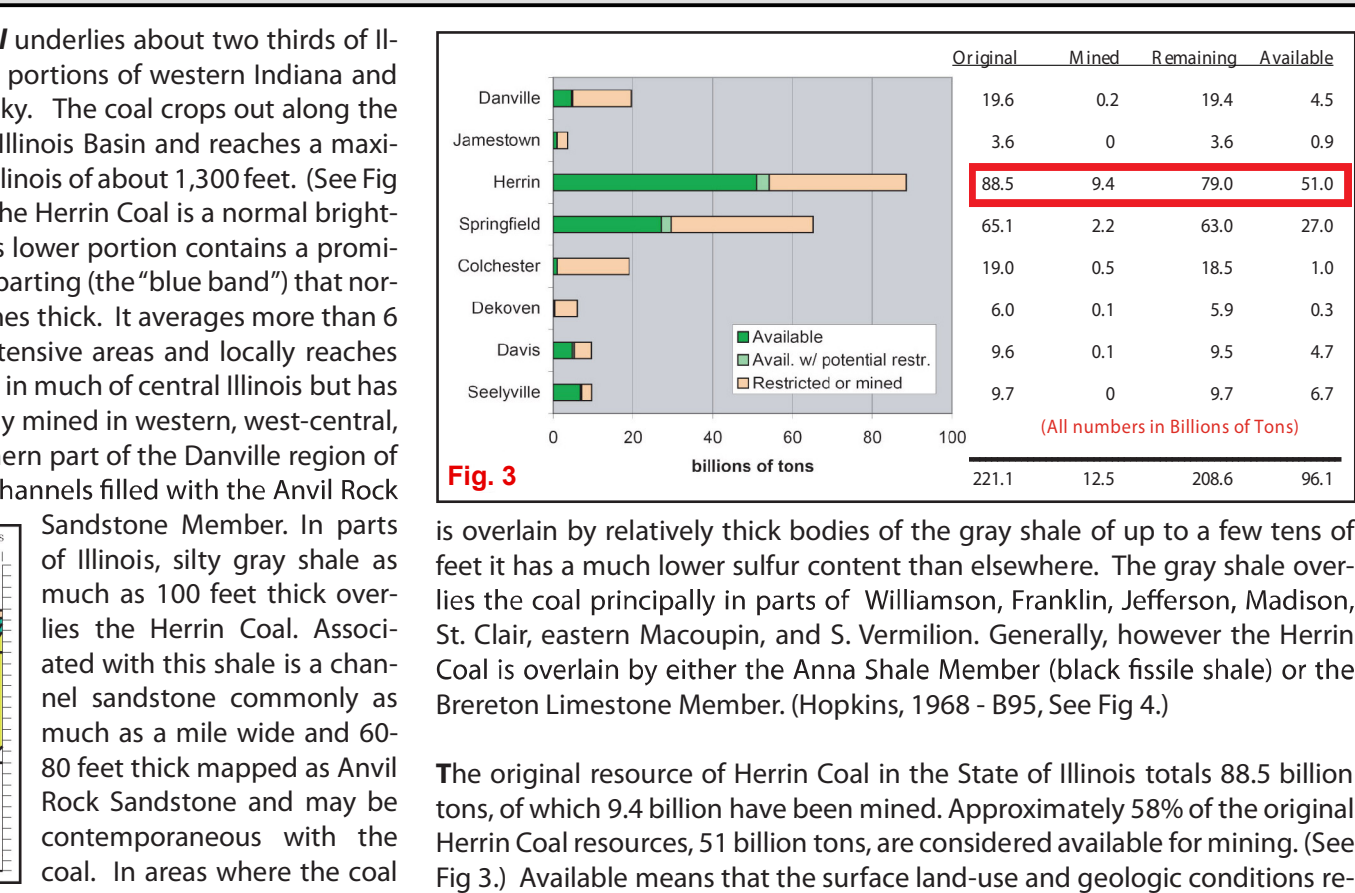 l underlies about two thirds of Il-
portions of western Indiana and
ky. The coal crops out along the
Illinois Basin and reaches a maxi-
linois of about 1,300 feet. (See Fig
he Herrin Coal is a normal bright-
s lower portion contains a promi-
parting (the “blue band”) that nor-
nes thick. It averages more than 6
tensive areas and locally reaches
in much of central Illinois but has
y mined in western, west-central,
nern part of the Danville region of
hannels filled with the Anvil Rock
Sandstone Member. In parts
of Illinois, silty gray shale as
much as 100 feet thick over-
lies the Herrin Coal. Associ-
ated with this shale is a chan-
nel sandstone commonly as
much as a mile wide and 60-
80 feet thick mapped as Anvil
Rock Sandstone and may be
contemporaneous with the
coal. In areas where the coal
Original Mined Remaining Available
Danville 19.6 0.2 19.4 4.5
Jamestown 3.6 0 3.6 0.9
Herrin 88.5 9.4 79.0 51.0
Springfield 65.1 2.2 63.0 27.0
Colchester 19.0 0.5 18.5 1.0
Dekoven 6.0 0.1 5.9 0.3
Available
Davis 9.6 0.1 9.5 4.7
Avail. w/ potential restr.
Restricted or mined
Seelyville 9.7 0 9.7 6.7
(All numbers in Billions of Tons)
0 20 40 60 80 100
billions of tons
Fig. 3
221.1 12.5 208.6 96.1
is overlain by relatively thick bodies of the gray shale of up to a few tens of
feet it has a much lower sulfur content than elsewhere. The gray shale over-
lies the coal principally in parts of Williamson, Franklin, Jefferson, Madison,
St. Clair, eastern Macoupin, and S. Vermilion. Generally, however the Herrin
Coal is overlain by either the Anna Shale Member (black fissile shale) or the
Brereton Limestone Member. (Hopkins, 1968 - B95, See Fig 4.)
The original resource of Herrin Coal in the State of Illinois totals 88.5 billion
tons, of which 9.4 billion have been mined. Approximately 58% of the original
Herrin Coal resources, 51 billion tons, are considered available for mining. (See
Fig 3.) Available means that the surface land-use and geologic conditions re-